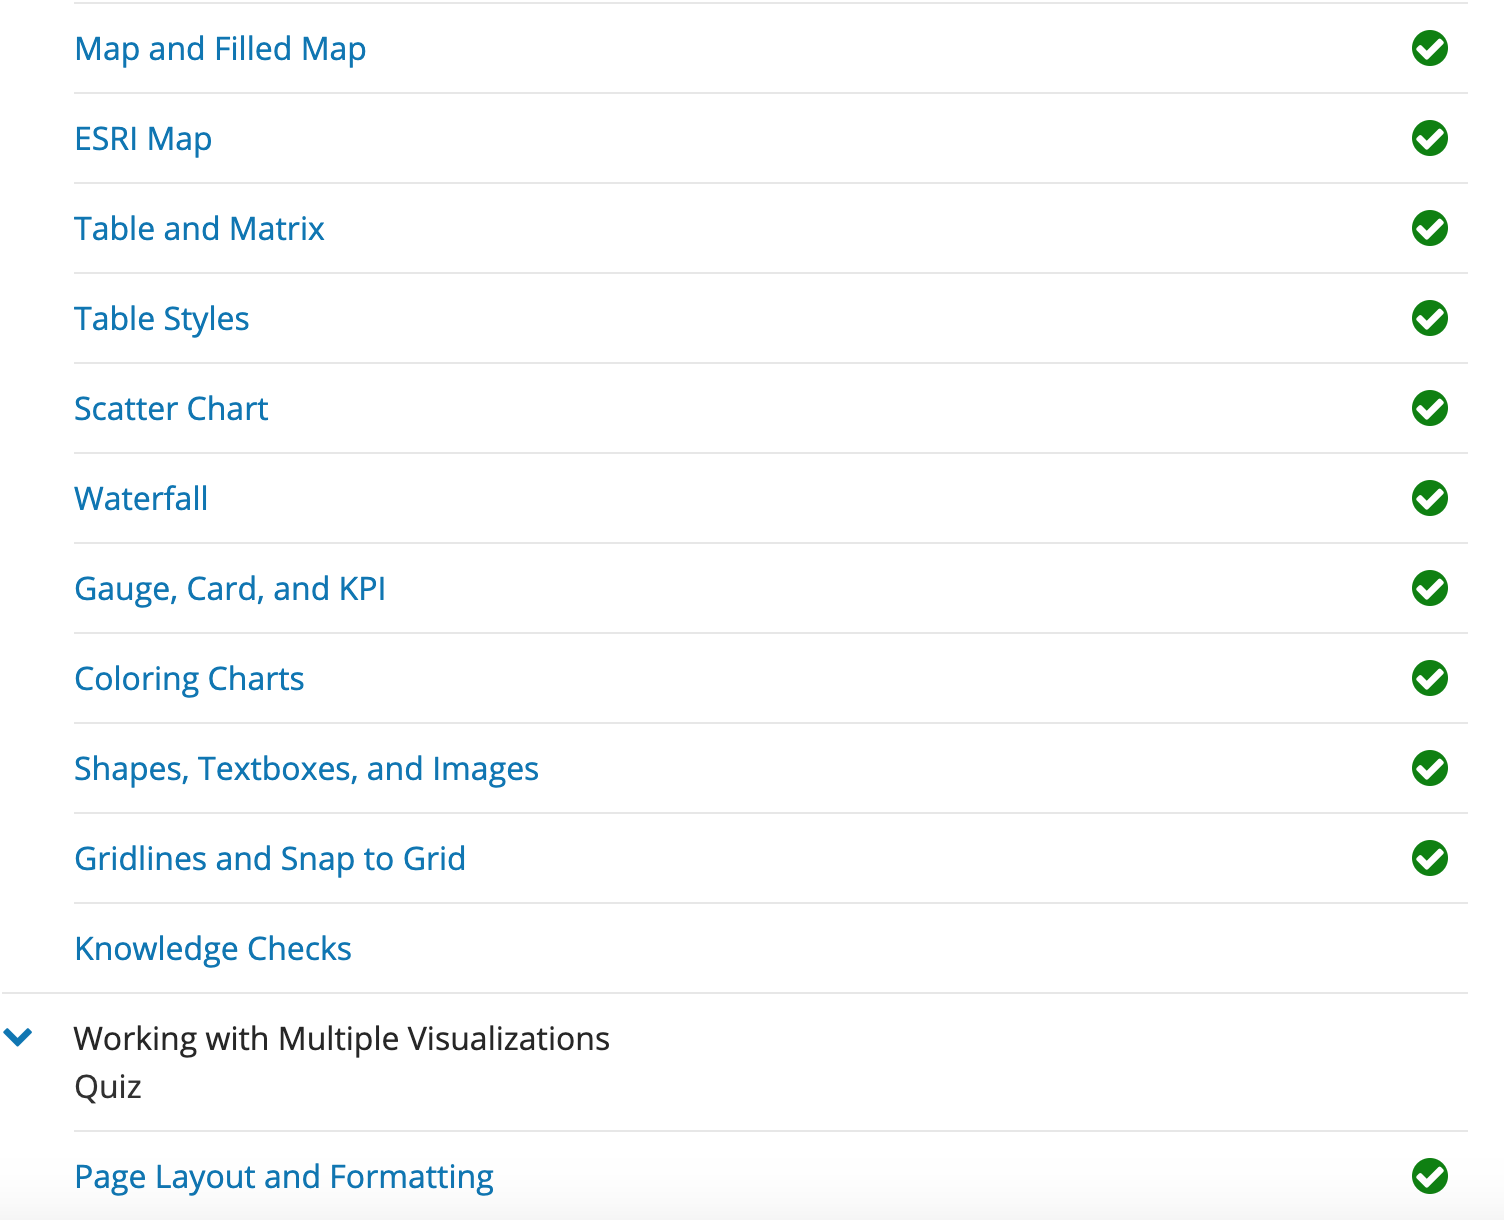 Map and Filled Map
ESRI Map
Table and Matrix
Table Styles
Scatter Chart
Waterfall
Gauge, Card, and KPI
Coloring Charts
Shapes, Textboxes, and Images
Gridlines and Snap to Grid
Knowledge Checks
Working with Multiple Visualizations
Quiz
Page Layout and Formatting